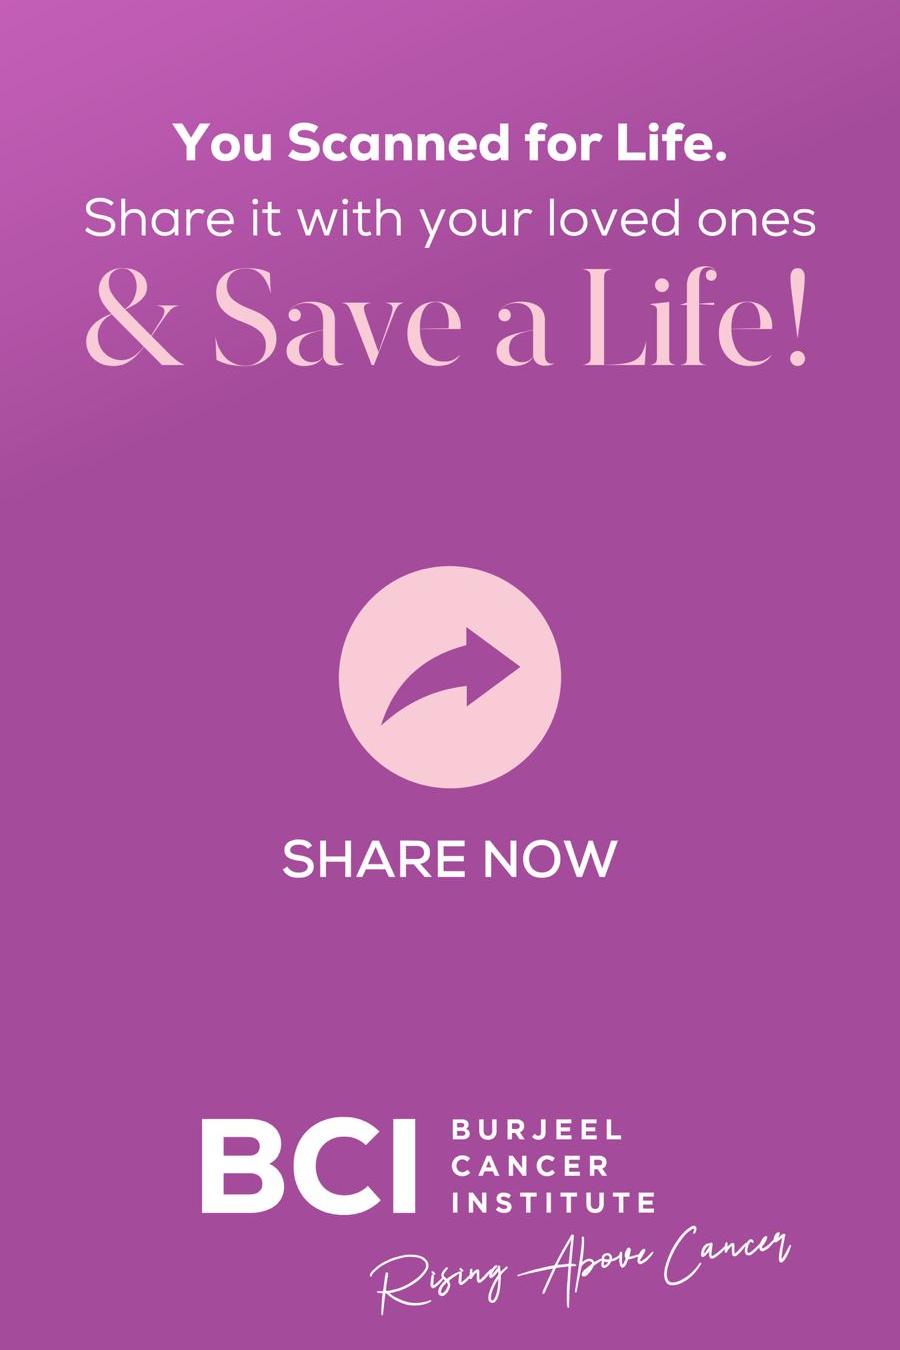 You Scanned for Life.
Share it with your loved ones
& Save a Life!
SHARE NOW
BCI
BURJEEL
CANCER
INSTITUTE
Rising Above Cancer